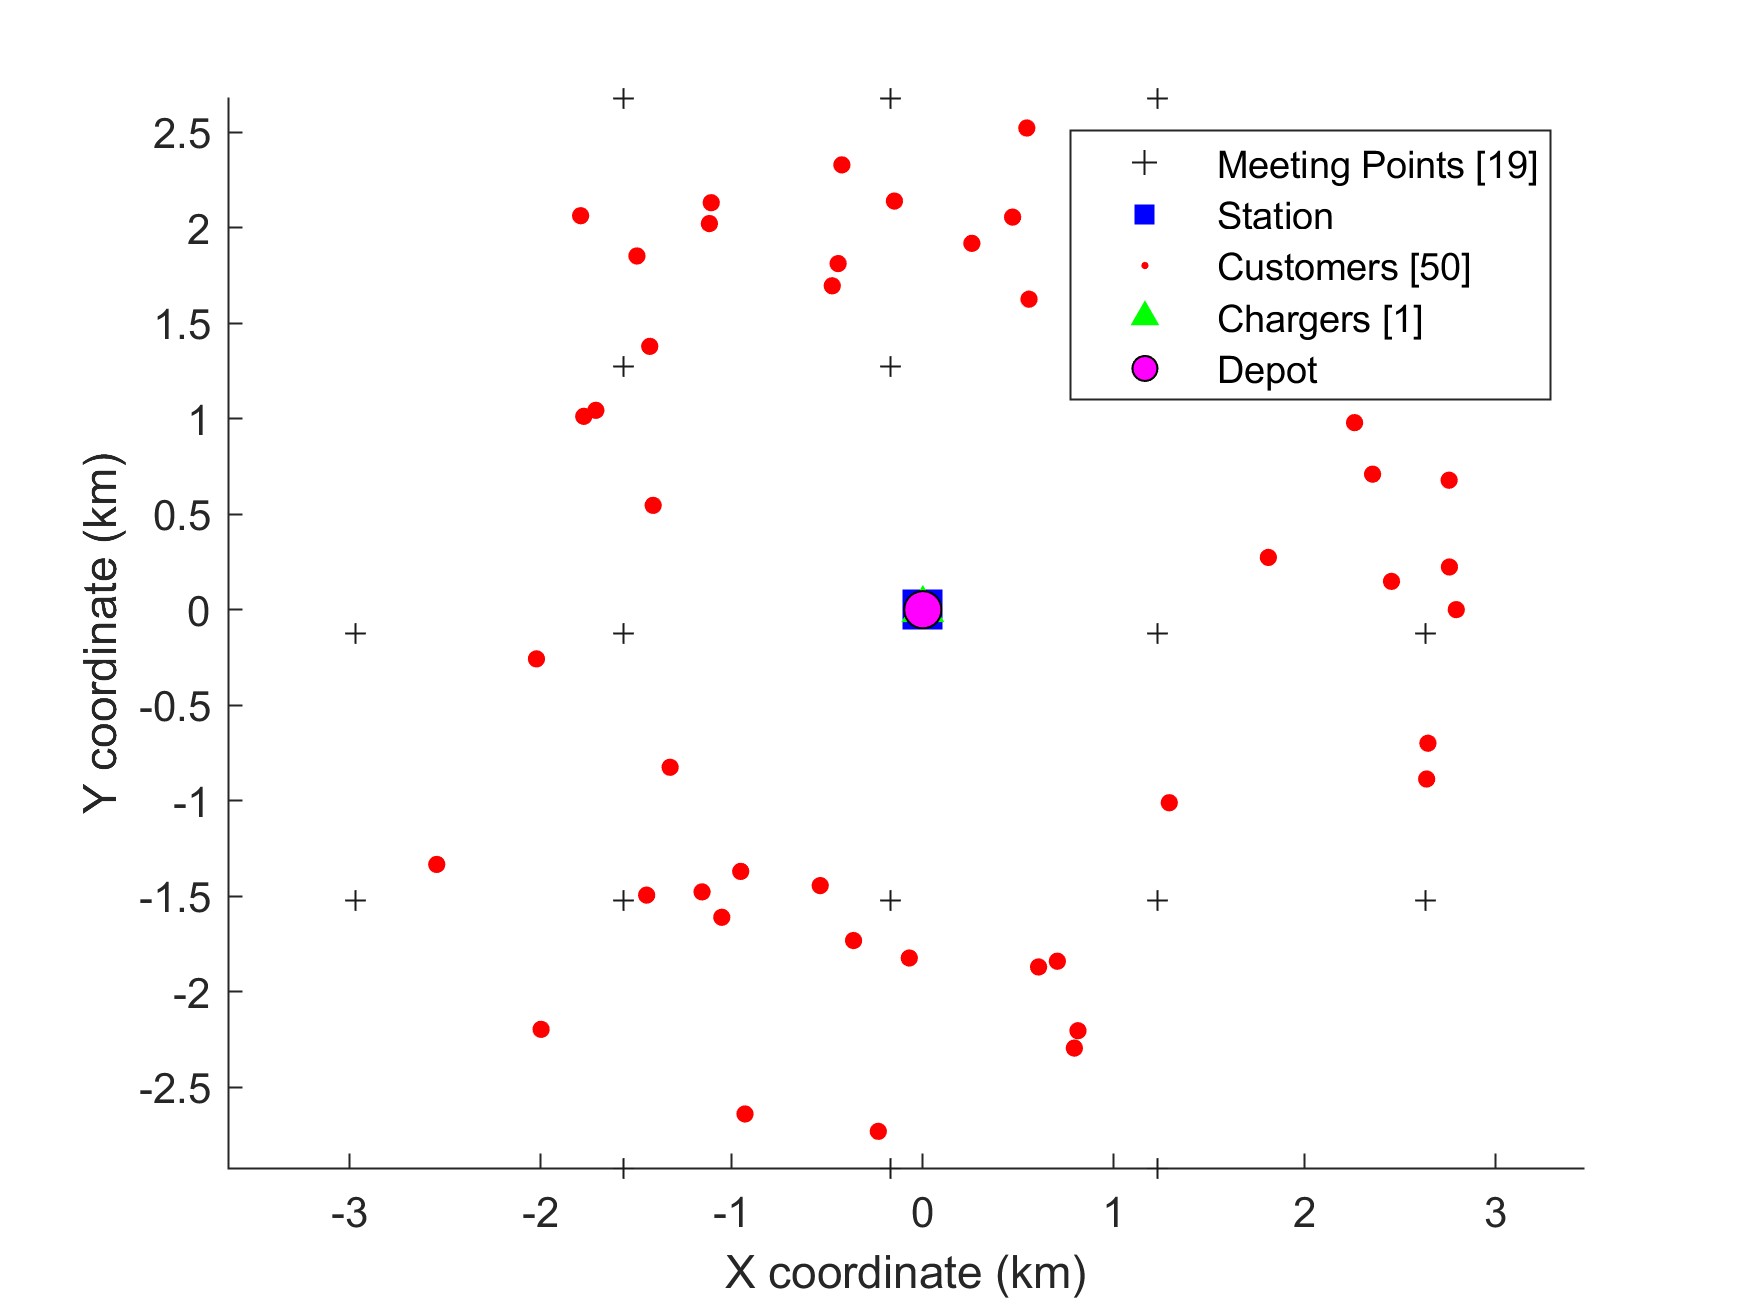 2.5
2
1.5
1
0.5
0
-0.5
-1
-1.5
-2
-2.5
Y coordinate (km)
Meeting Points [19]
Station
Customers [50]
Chargers [1]
Depot
-3 -2 -1 0 1 2 3
X coordinate (km)